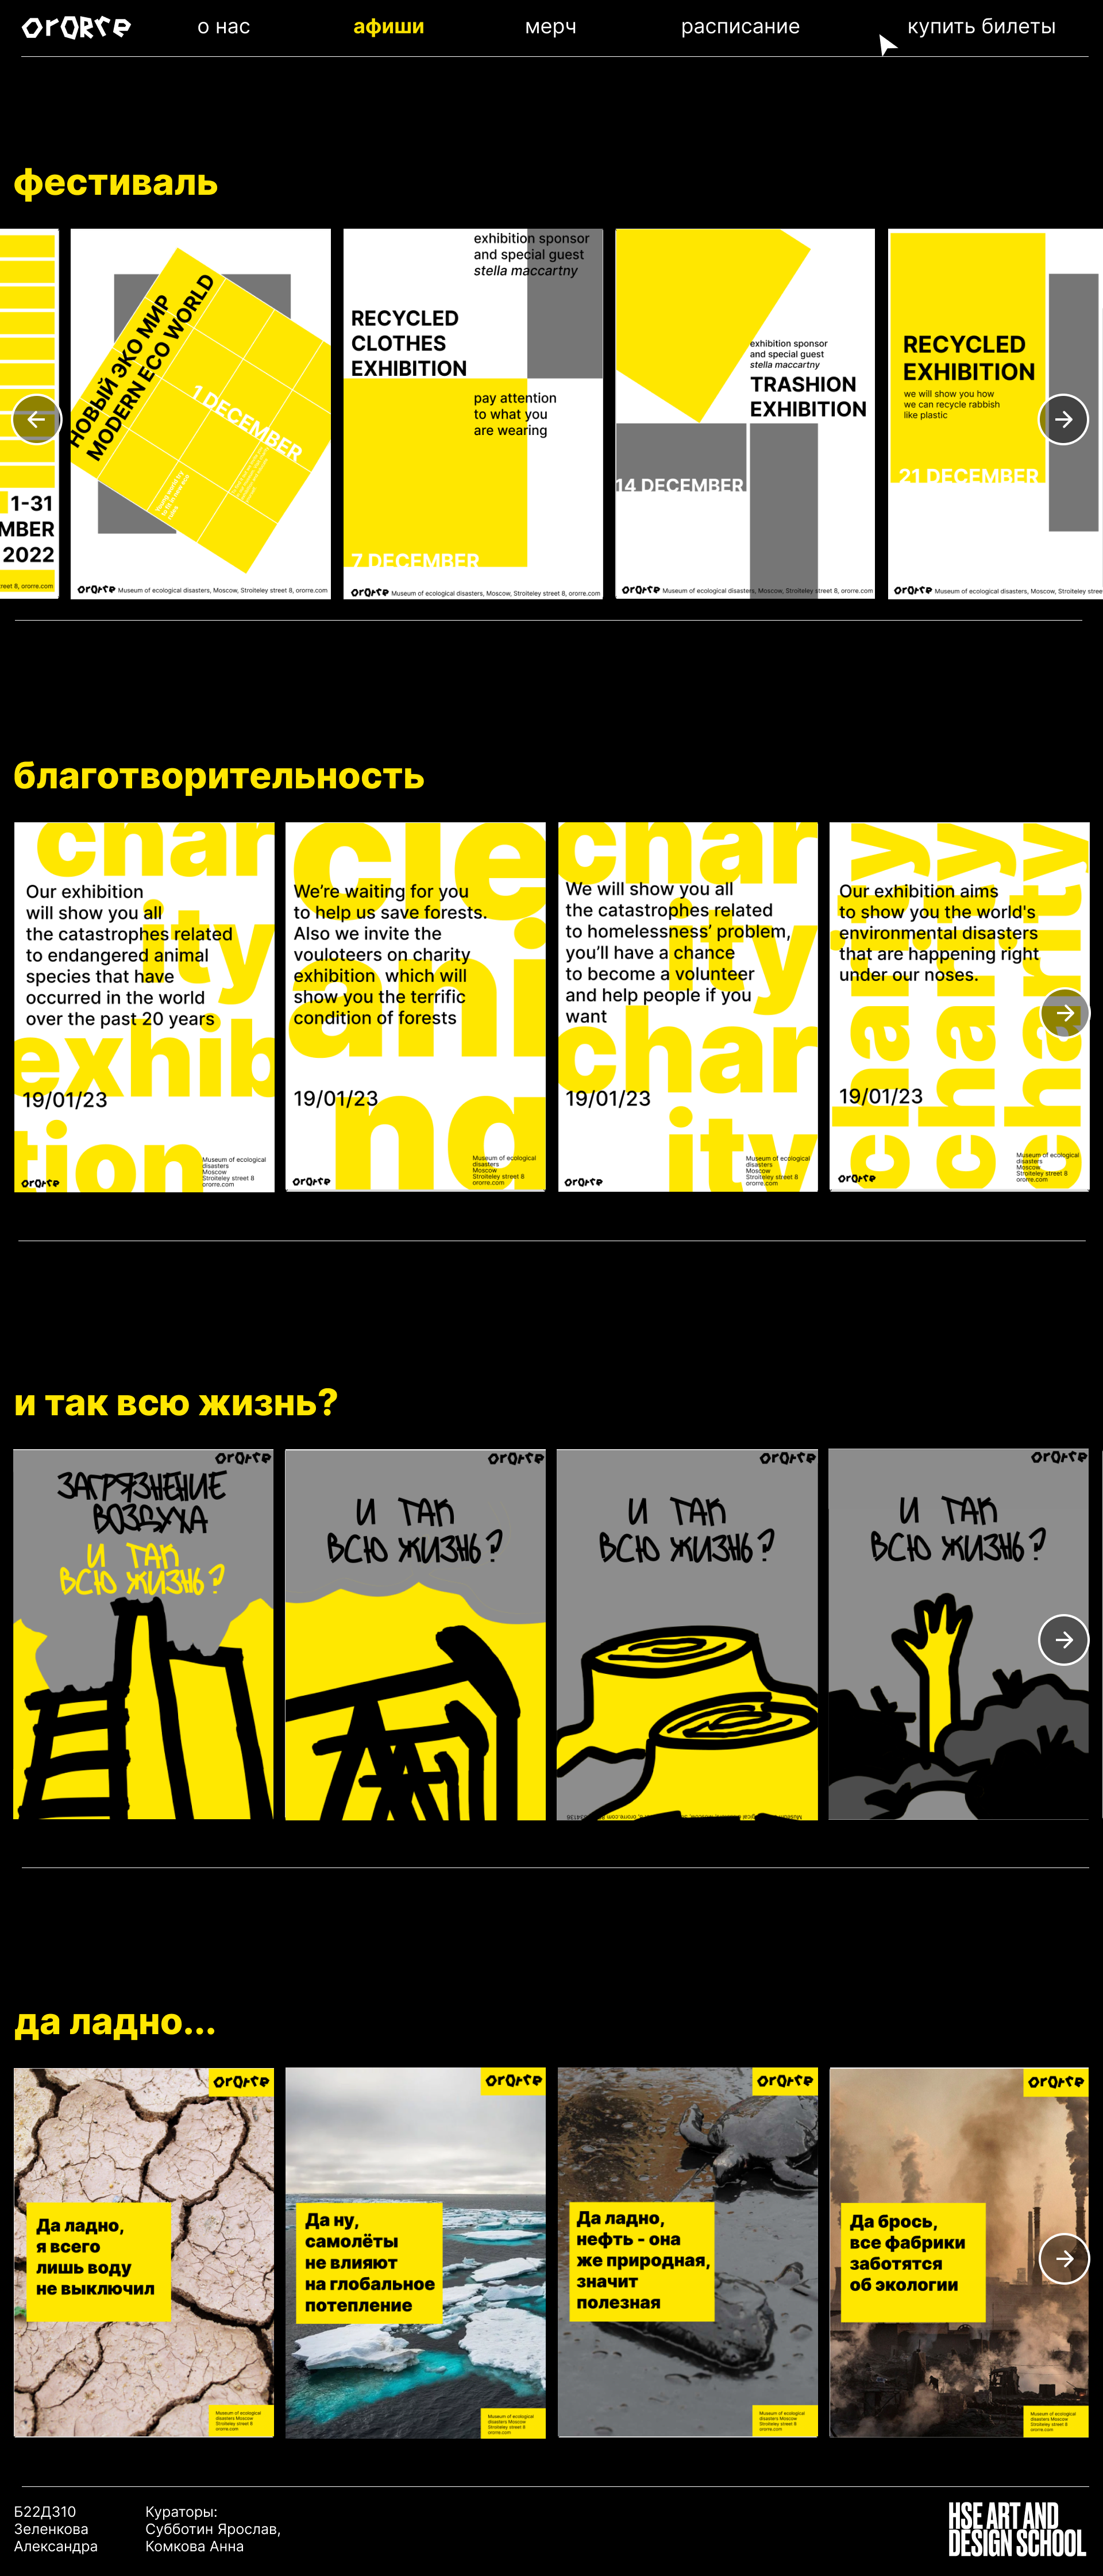 ororre
о нас
афиши
мерч
расписание
купить билеты
фестиваль
1-31
MBER
2022
reet 8, ororre.com
НОВЫЙ ЭКО МИР
MODERN ECO WORLD
1 DECEMBER
ororre Museum of ecological disasters, Moscow, Stroiteley street 8, ororre.com
exhibition sponsor
and special guest
stella maccartny
RECYCLED
CLOTHES
EXHIBITION
pay attention
to what you
are wearing
7 DECEMBER
ororre Museum of ecological disasters, Moscow, Stroiteley street 8, ororre.com
exhibition sponsor
and special guest
stella maccartny
TRASHION
EXHIBITION
14 DECEMBER
ororre Museum of ecological disasters, Moscow, Stroiteley street 8, ororre.com
RECYCLED
EXHIBITION
we will show you how
we can recycle rabbish
like plastic
21 DECEMBER
ororre Museum of ecological disasters, Moscow, Stroiteley stree
благотворительность
char
ity
exhib
tion
Our exhibition
will show you all
the catastrophes related
to endangered animal
species that have
occurred in the world
over the past 20 years
19/01/23
Museum of ecological
disasters
Moscow
Stroiteley street 8
ororre.com
ororre
cle
ani
ng
We're waiting for you
to help us save forests.
Also we invite the
vouloteers on charity
exhibition which will
show you the terrific
condition of forests
19/01/23
Museum of ecological
disasters
Moscow
Stroiteley street 8
ororre.com
ororre
char
ity
char
ity
We will show you all
the catastrophes related
to homelessness' problem,
you'll have a chance
to become a volunteer
and help people if you
want
19/01/23
Museum of ecological
disasters
Moscow
Stroiteley street 8
ororre.com
ororre
charity
charity
charity
Our exhibition aims
to show you the world's
environmental disasters
that are happening right
under our noses.
19/01/23
Museum of ecological
disasters
Moscow
Stroiteley street 8
ororre.com
ororre
и так всю жизнь?
ororre
ЗАГРЯЗНЕНИЕ
ВОЗДУХА
И ТАК
ВСЮ ЖИЗНЬ?
ororre
И ТАК
ВСЮ ЖИЗНЬ?
ororre
И ТАК
ВСЮ ЖИЗНЬ?
ororre
И ТАК
ВСЮ ЖИЗНЬ?
да ладно...
ororre
Да ладно,
я всего
лишь воду
не выключил
Museum of ecological
disasters Moscow
Stroiteley street 8
ororre.com
ororre
Да ну,
самолёты
не влияют
на глобальное
потепление
Museum of ecological
disasters Moscow
Stroiteley street 8
ororre.com
ororre
Да ладно,
нефть - она
же природная,
значит
полезная
Museum of ecological
disasters Moscow
Stroiteley street 8
ororre.com
ororre
Да брось,
все фабрики
заботятся
об экологии
Museum of ecological
disasters Moscow
Stroiteley street 8
ororre.com
Б22ДЗ10
Зеленкова
Александра
Кураторы:
Субботин Ярослав,
Комкова Анна
HSE ART AND
DESIGN SCHOOL